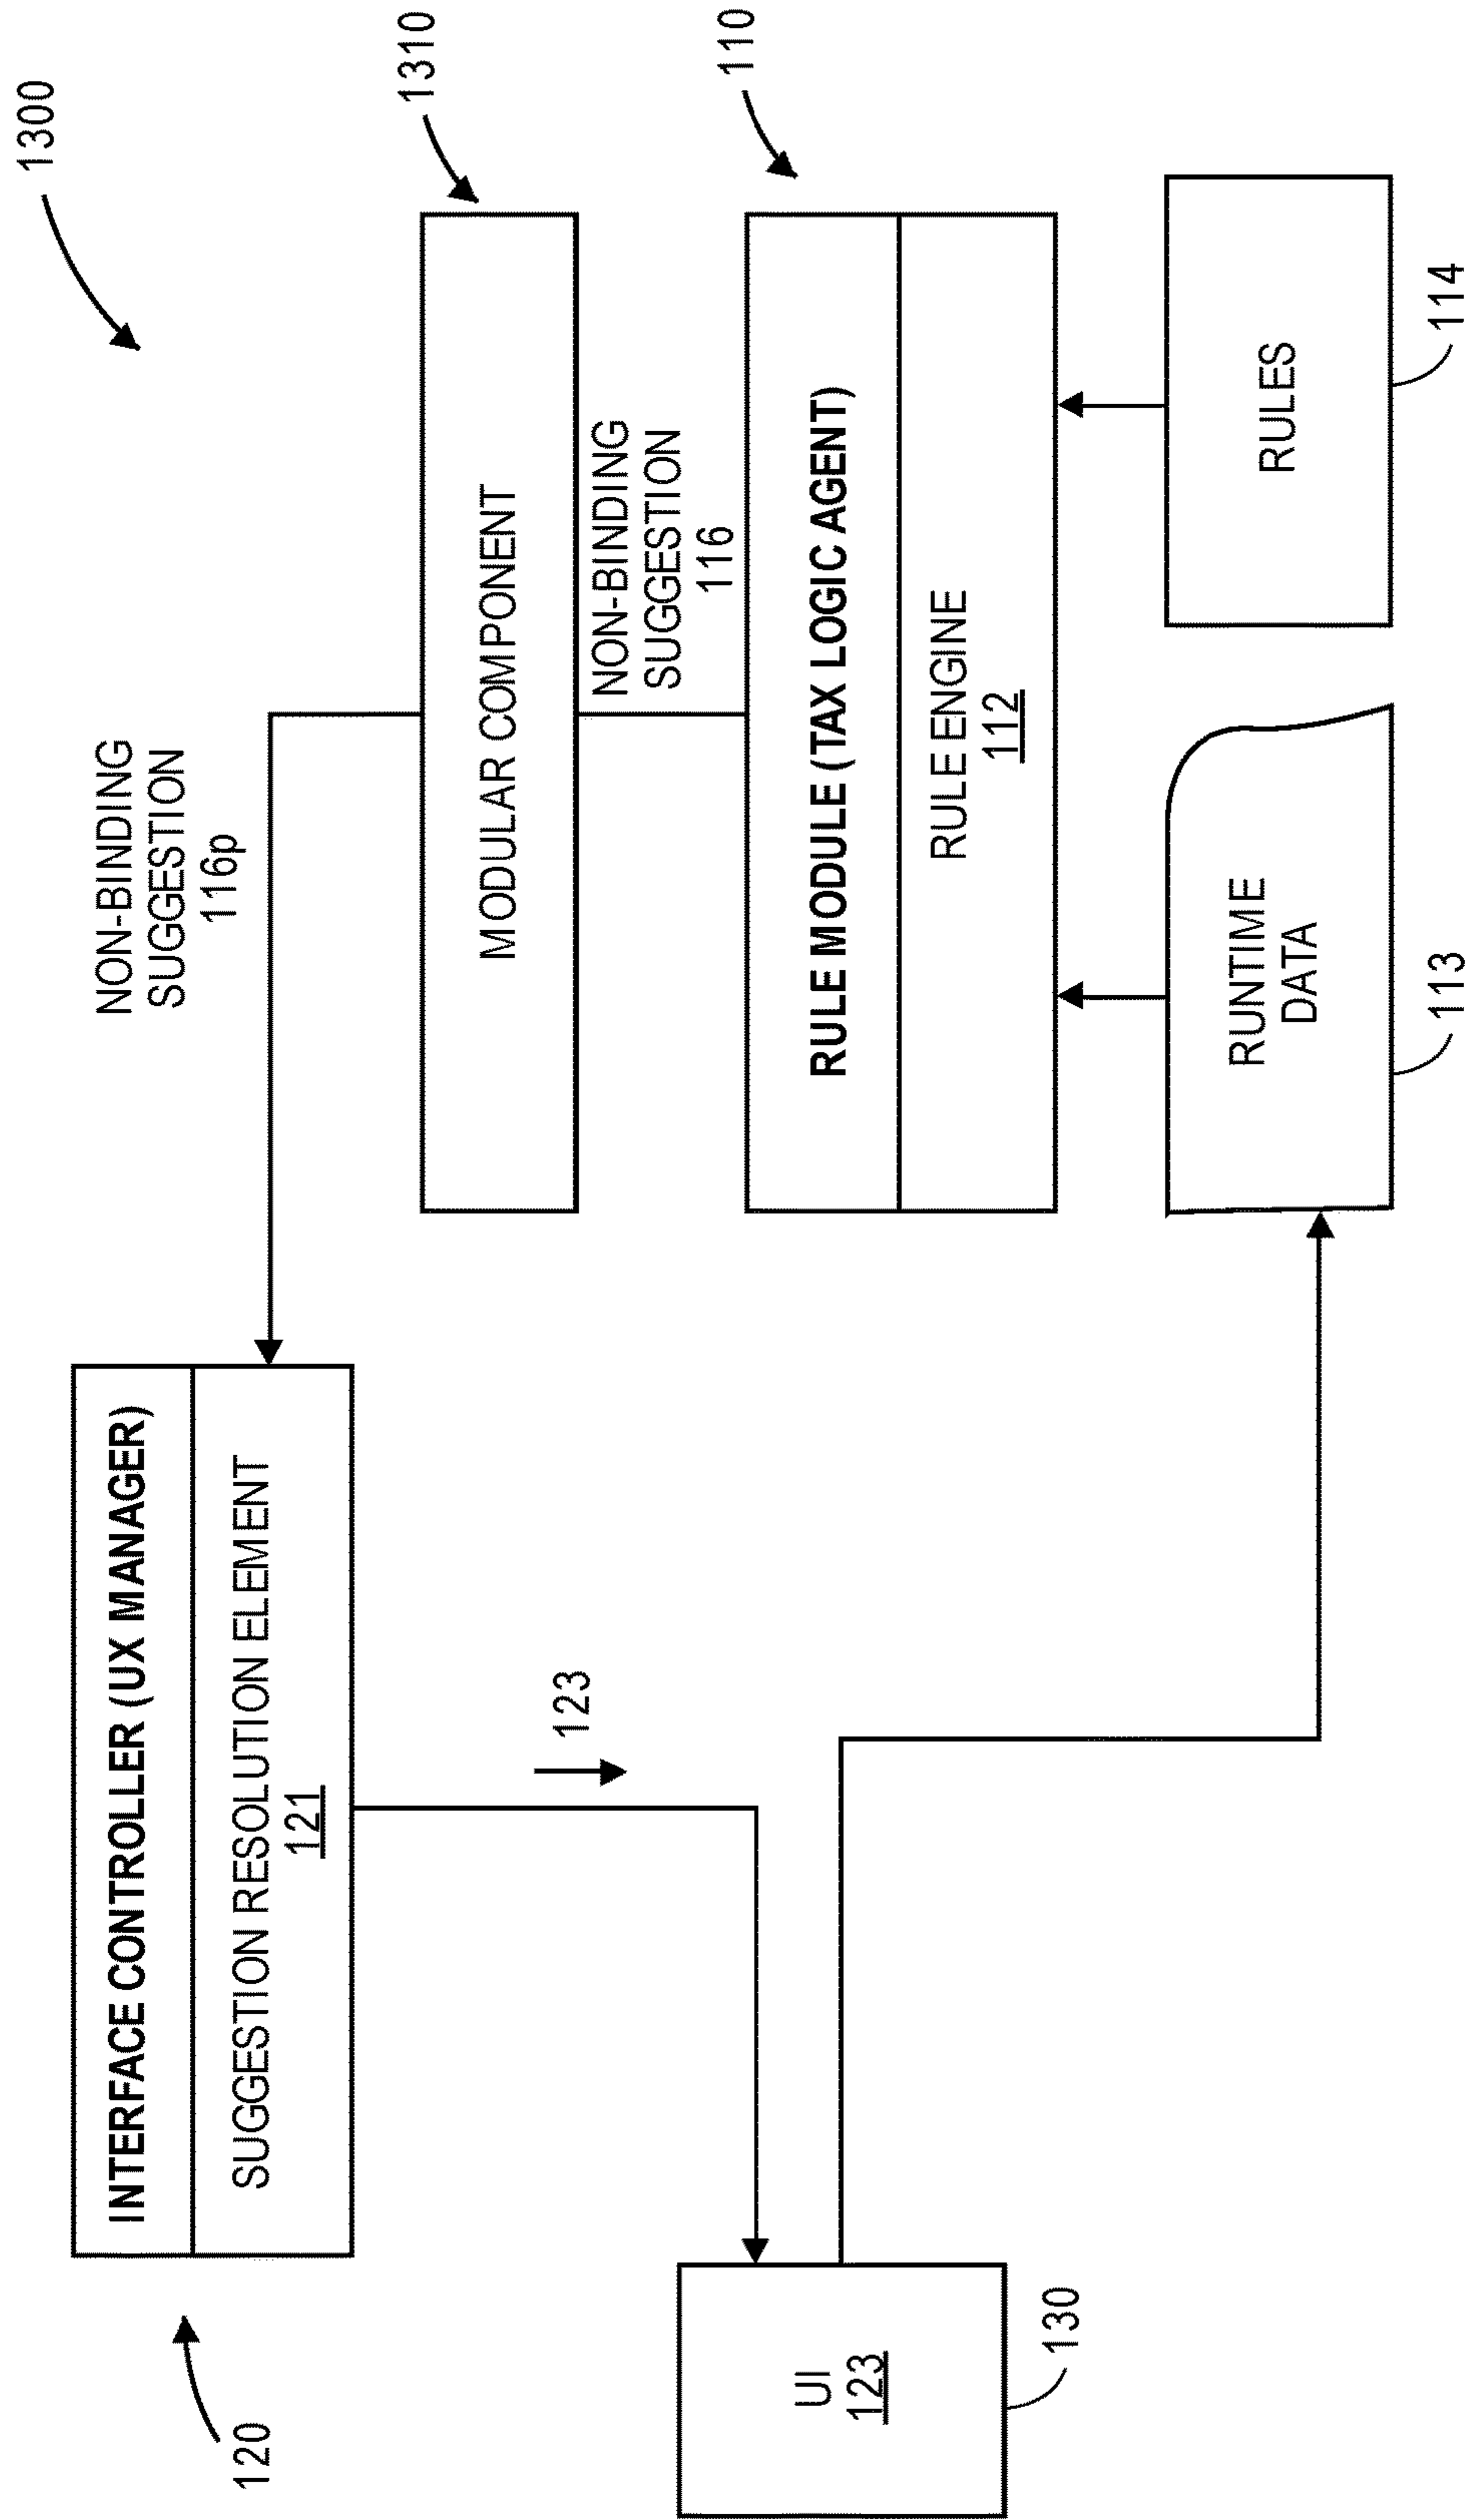 1300
1310
110
120
INTERFACE CONTROLLER (UX MANAGER)
SUGGESTION RESOLUTION ELEMENT
121
NON-BINDING
SUGGESTION
116p
MODULAR COMPONENT
NON-BINDING
SUGGESTION
116
123
RULE MODULE (TAX LOGIC AGENT)
RULE ENGINE
112
UI
123
130
RUNTIME
DATA
113
RULES
114